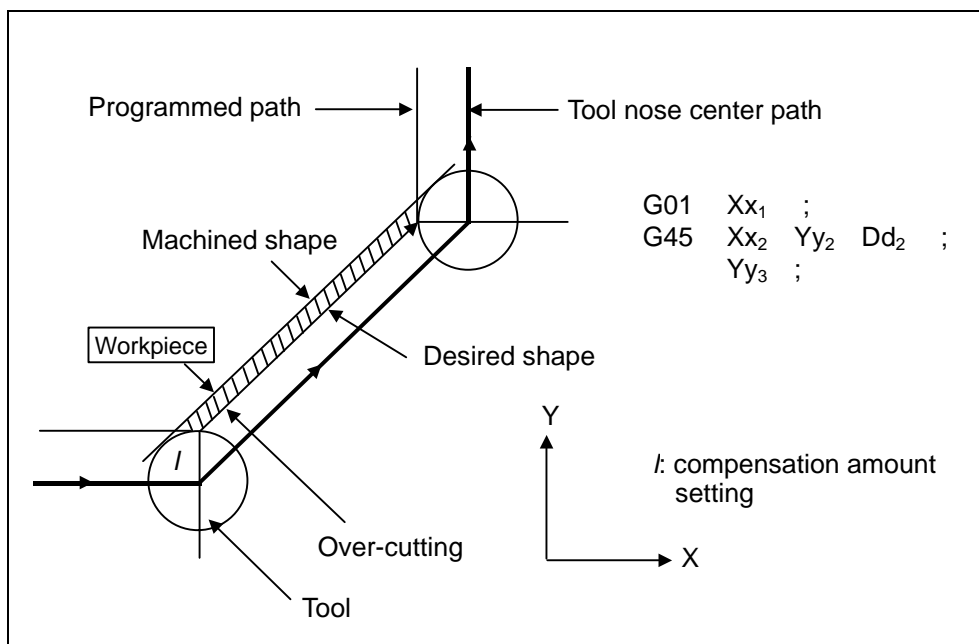 Programmed path
Tool nose center path
G01 Xx₁ ;
G45 Xx₂ Yy₂ Dd₂ ;
Yy₃ ;
Machined shape
Workpiece
Desired shape
l
Y
l: compensation amount
setting
Over-cutting
X
Tool